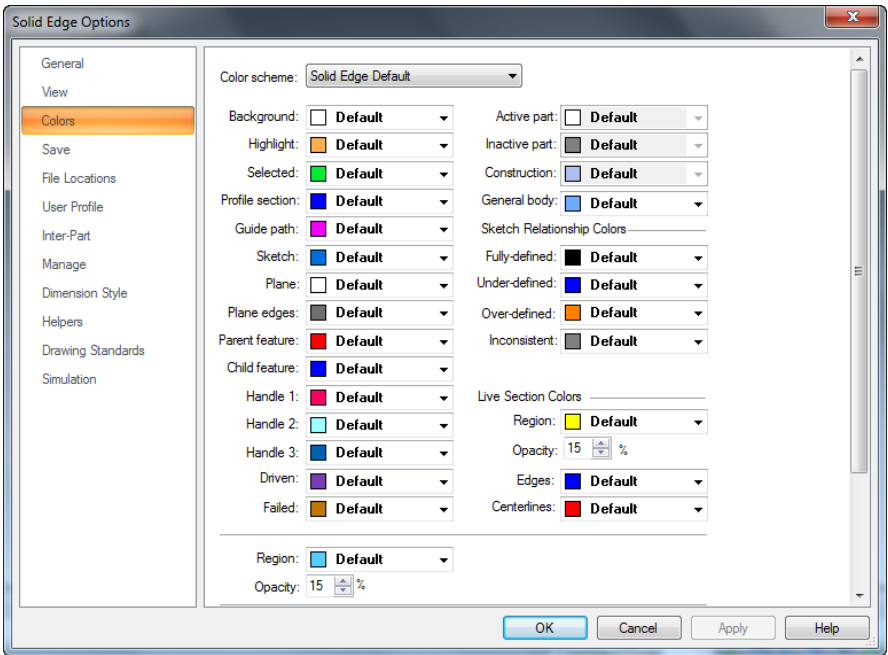 Solid Edge Options
General
View
Colors
Save
File Locations
User Profile
Inter-Part
Manage
Dimension Style
Helpers
Drawing Standards
Simulation
Color scheme: Solid Edge Default
Background: Default
Highlight: Default
Selected: Default
Profile section: Default
Guide path: Default
Sketch: Default
Plane: Default
Plane edges: Default
Parent feature: Default
Child feature: Default
Handle 1: Default
Handle 2: Default
Handle 3: Default
Driven: Default
Failed: Default
Region: Default
Opacity: 15 %
Active part: Default
Inactive part: Default
Construction: Default
General body: Default
Sketch Relationship Colors
Fully-defined: Default
Under-defined: Default
Over-defined: Default
Inconsistent: Default
Live Section Colors
Region: Default
Opacity: 15 %
Edges: Default
Centerlines: Default
OK Cancel Apply Help